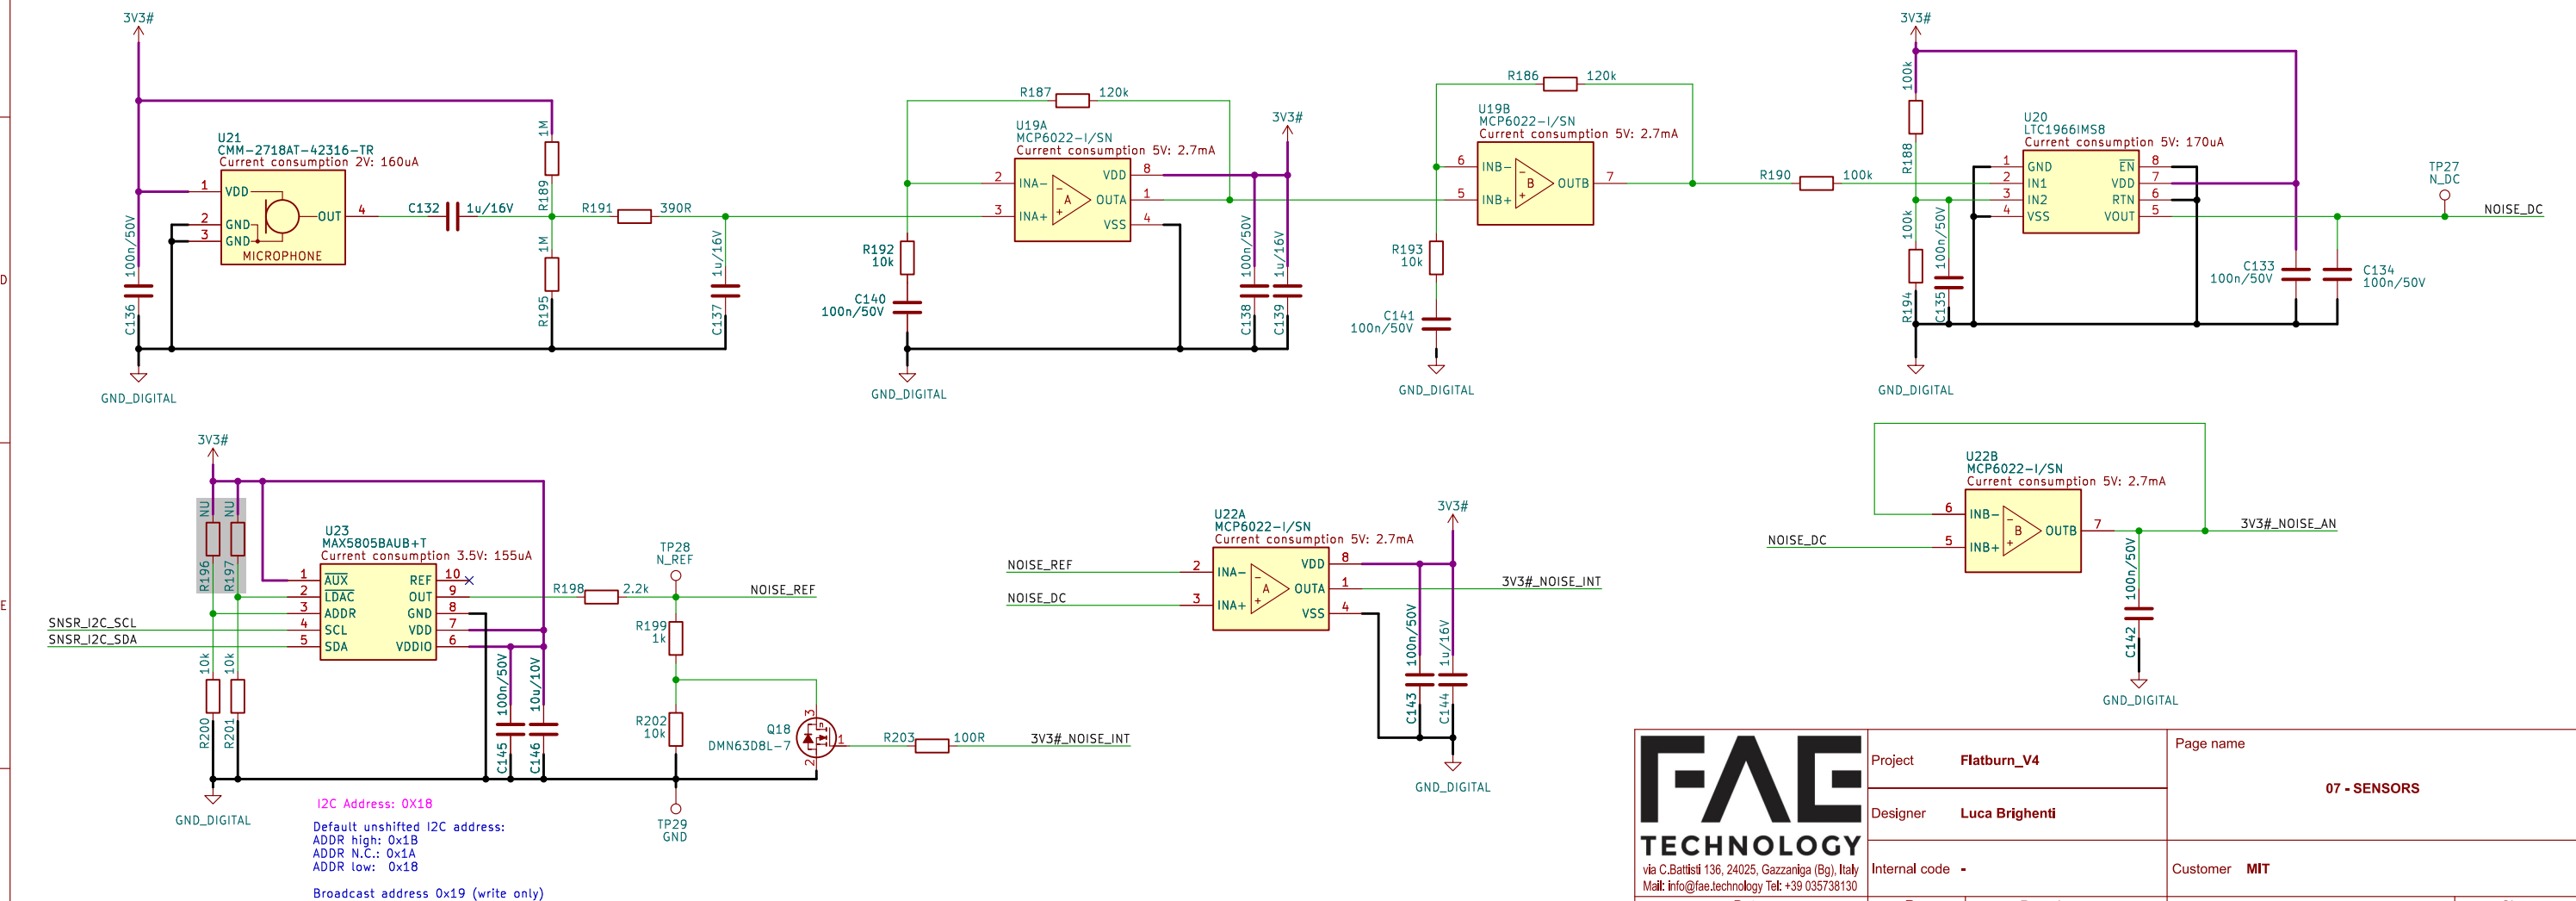 3V3#
U21
CMM-2718AT-42316-TR
Current consumption 2V: 160uA
1 VDD
2 GND
3 GND
OUT 4
MICROPHONE
100n/50V
C136
GND_DIGITAL
C132 1u/16V
1M
R189
1M
R195
R191 390R
1u/16V
C137
R187 120k
U19A
MCP6022-I/SN
Current consumption 5V: 2.7mA
2 INA-
3 INA+
A
VDD 8
OUTA 1
VSS 4
R192
10k
C140
100n/50V
GND_DIGITAL
3V3#
100n/50V
C138
1u/16V
C139
R186 120k
U19B
MCP6022-I/SN
Current consumption 5V: 2.7mA
6 INB-
5 INB+
B
OUTB 7
R193
10k
C141
100n/50V
GND_DIGITAL
R190 100k
3V3#
100k
R188
100k
R194
100n/50V
C135
GND_DIGITAL
U20
LTC1966IMS8
Current consumption 5V: 170uA
1 GND
2 IN1
3 IN2
4 VSS
EN 8
VDD 7
RTN 6
VOUT 5
C133
100n/50V
C134
100n/50V
TP27
N_DC
NOISE_DC
3V3#
NU
NU
R196
R197
U23
MAX5805BAUB+T
Current consumption 3.5V: 155uA
1 AUX
2 LDAC
3 ADDR
4 SCL
5 SDA
REF 10
OUT 9
GND 8
VDD 7
VDDIO 6
SNSR_I2C_SCL
SNSR_I2C_SDA
10k
10k
R200
R201
100n/50V
C145
10u/10V
C146
GND_DIGITAL
I2C Address: 0X18
Default unshifted I2C address:
ADDR high: 0x1B
ADDR N.C.: 0x1A
ADDR low: 0x18
Broadcast address 0x19 (write only)
R198 2.2k
TP28
N_REF
NOISE_REF
R199
1k
R202
10k
TP29
GND
Q18
DMN63D8L-7
3
1
2
R203 100R
3V3#_NOISE_INT
NOISE_REF
NOISE_DC
U22A
MCP6022-I/SN
Current consumption 5V: 2.7mA
2 INA-
3 INA+
A
VDD 8
OUTA 1
VSS 4
3V3#
3V3#_NOISE_INT
100n/50V
C143
1u/16V
C144
GND_DIGITAL
U22B
MCP6022-I/SN
Current consumption 5V: 2.7mA
NOISE_DC
6 INB-
5 INB+
B
OUTB 7
3V3#_NOISE_AN
100n/50V
C142
GND_DIGITAL
FAE
TECHNOLOGY
via C.Battisti 136, 24025, Gazzaniga (Bg), Italy
Mail: info@fae.technology Tel: +39 035738130
Project Flatburn_V4
Designer Luca Brighenti
Internal code -
Page name
07 - SENSORS
Customer MIT
D
E